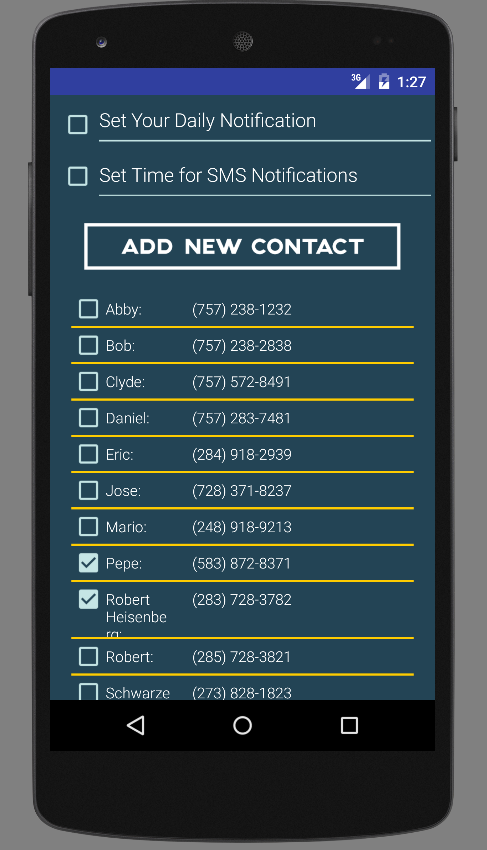 3G 1:27
Set Your Daily Notification
Set Time for SMS Notifications
ADD NEW CONTACT
Abby: (757) 238-1232
Bob: (757) 238-2838
Clyde: (757) 572-8491
Daniel: (757) 283-7481
Eric: (284) 918-2939
Jose: (728) 371-8237
Mario: (248) 918-9213
Pepe: (583) 872-8371
Robert (283) 728-3782
Heisenbe
rg:
Robert: (285) 728-3821
Schwarze (273) 828-1823